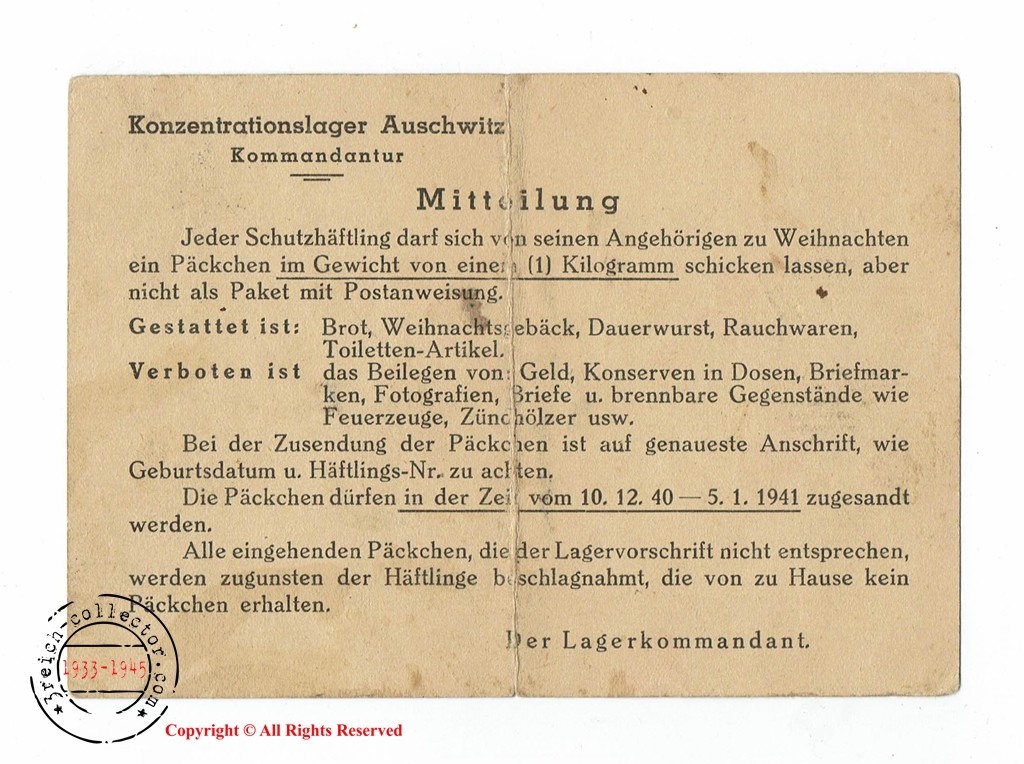 Konzentrationslager Auschwitz
Kommandantur
Mitteilung
Jeder Schutzhäftling darf sich von seinen Angehörigen zu Weihnachten
ein Päckchen im Gewicht von einem (1) Kilogramm schicken lassen, aber
nicht als Paket mit Postanweisung.
Gestattet ist: Brot, Weihnachtsgebäck, Dauerwurst, Rauchwaren,
Toiletten-Artikel.
Verboten ist das Beilegen von: Geld, Konserven in Dosen, Briefmar-
ken, Fotografien, Briefe u. brennbare Gegenstände wie
Feuerzeuge, Zündhölzer usw.
Bei der Zusendung der Päckchen ist auf genaueste Anschrift, wie
Geburtsdatum u. Häftlings-Nr. zu achten.
Die Päckchen dürfen in der Zeit vom 10. 12. 40 — 5. 1. 1941 zugesandt
werden.
Alle eingehenden Päckchen, die der Lagervorschrift nicht entsprechen,
werden zugunsten der Häftlinge beschlagnahmt, die von zu Hause kein
Päckchen erhalten.
Der Lagerkommandant.
3reich-collector.com
1933-1945
Copyright © All Rights Reserved